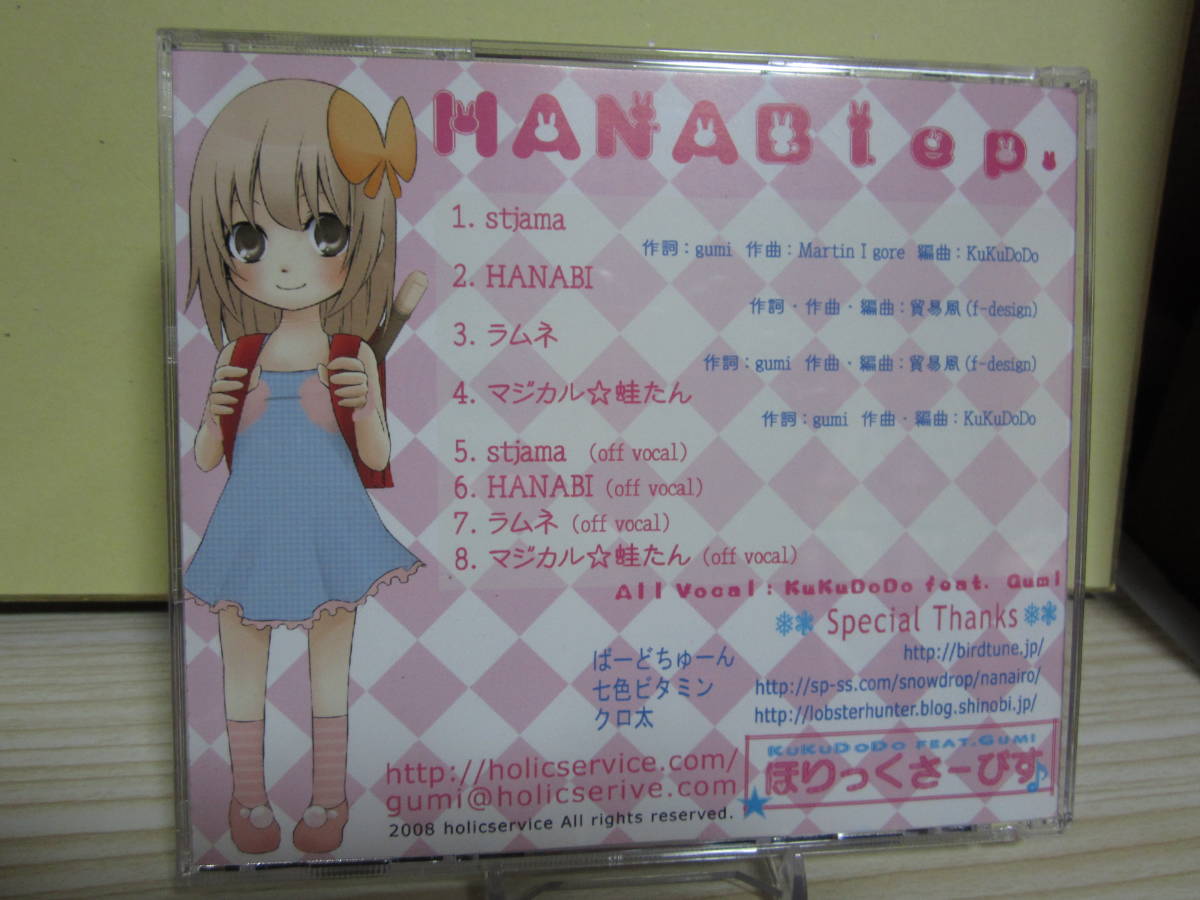 HANABI ep.
1. stjama
作詞：gumi 作曲：Martin I gore 編曲：KuKuDoDo
2. HANABI
作詞・作曲・編曲：貿易風(f-design)
3. ラムネ
作詞：gumi 作曲・編曲：貿易風(f-design)
4. マジカル☆蛙たん
作詞：gumi 作曲・編曲：KuKuDoDo
5. stjama (off vocal)
6. HANABI (off vocal)
7. ラムネ (off vocal)
8. マジカル☆蛙たん (off vocal)
All Vocal : KuKuDoDo feat. Gumi
❄❃ Special Thanks ❄❃
ばーどちゅーん http://birdtune.jp/
七色ビタミン http://sp-ss.com/snowdrop/nanairo/
クロ太 http://lobsterhunter.blog.shinobi.jp/
http://holicservice.com/
gumi@holicserive.com
2008 holicservice All rights reserved.
KuKuDoDo feat.Gumi
ほりっくさーびす♪